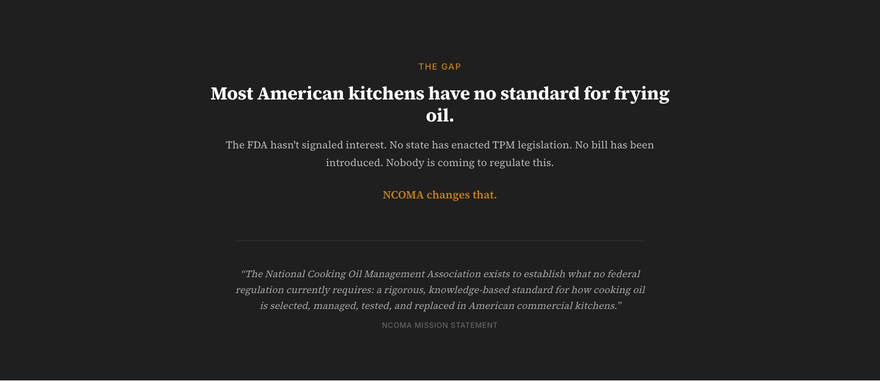 THE GAP
Most American kitchens have no standard for frying
oil.
The FDA hasn't signaled interest. No state has enacted TPM legislation. No bill has been
introduced. Nobody is coming to regulate this.
NCOMA changes that.
“The National Cooking Oil Management Association exists to establish what no federal
regulation currently requires: a rigorous, knowledge-based standard for how cooking oil
is selected, managed, tested, and replaced in American commercial kitchens.”
NCOMA MISSION STATEMENT